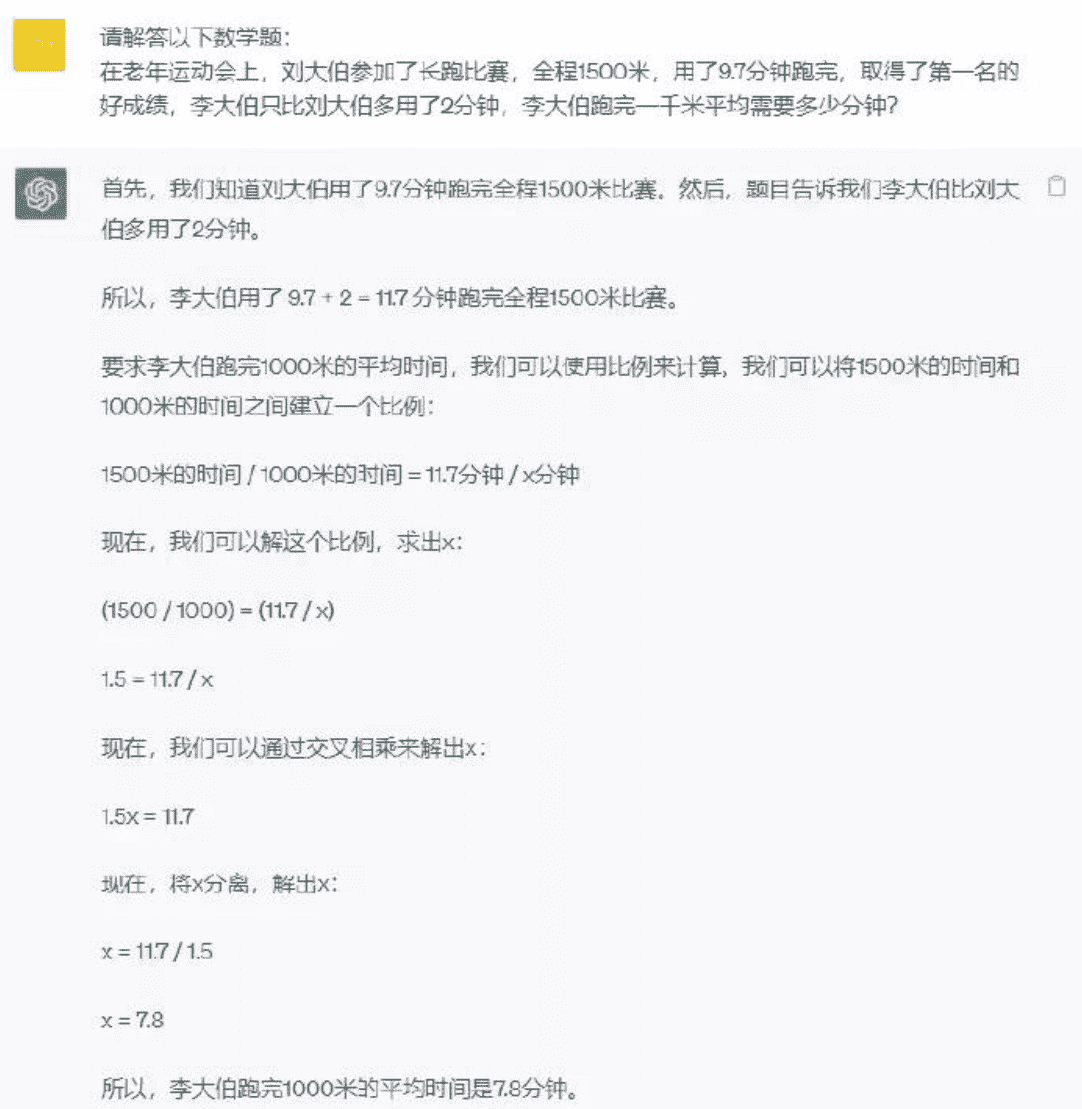 请解答以下数学题：
在老年运动会上，刘大伯参加了长跑比赛，全程1500米，用了9.7分钟跑完，取得了第一名的
好成绩，李大伯只比刘大伯多用了2分钟，李大伯跑完一千米平均需要多少分钟？
首先，我们知道刘大伯用了9.7分钟跑完全程1500米比赛。然后，题目告诉我们李大伯比刘大
伯多用了2分钟。
所以，李大伯用了 9.7 + 2 = 11.7 分钟跑完全程1500米比赛。
要求李大伯跑完1000米的平均时间，我们可以使用比例来计算，我们可以将1500米的时间和
1000米的时间之间建立一个比例：
1500米的时间 / 1000米的时间 = 11.7分钟 / x分钟
现在，我们可以解这个比例，求出x：
(1500 / 1000) = (11.7 / x)
1.5 = 11.7 / x
现在，我们可以通过交叉相乘来解出x：
1.5x = 11.7
现在，将x分离，解出x：
x = 11.7 / 1.5
x = 7.8
所以，李大伯跑完1000米的平均时间是7.8分钟。